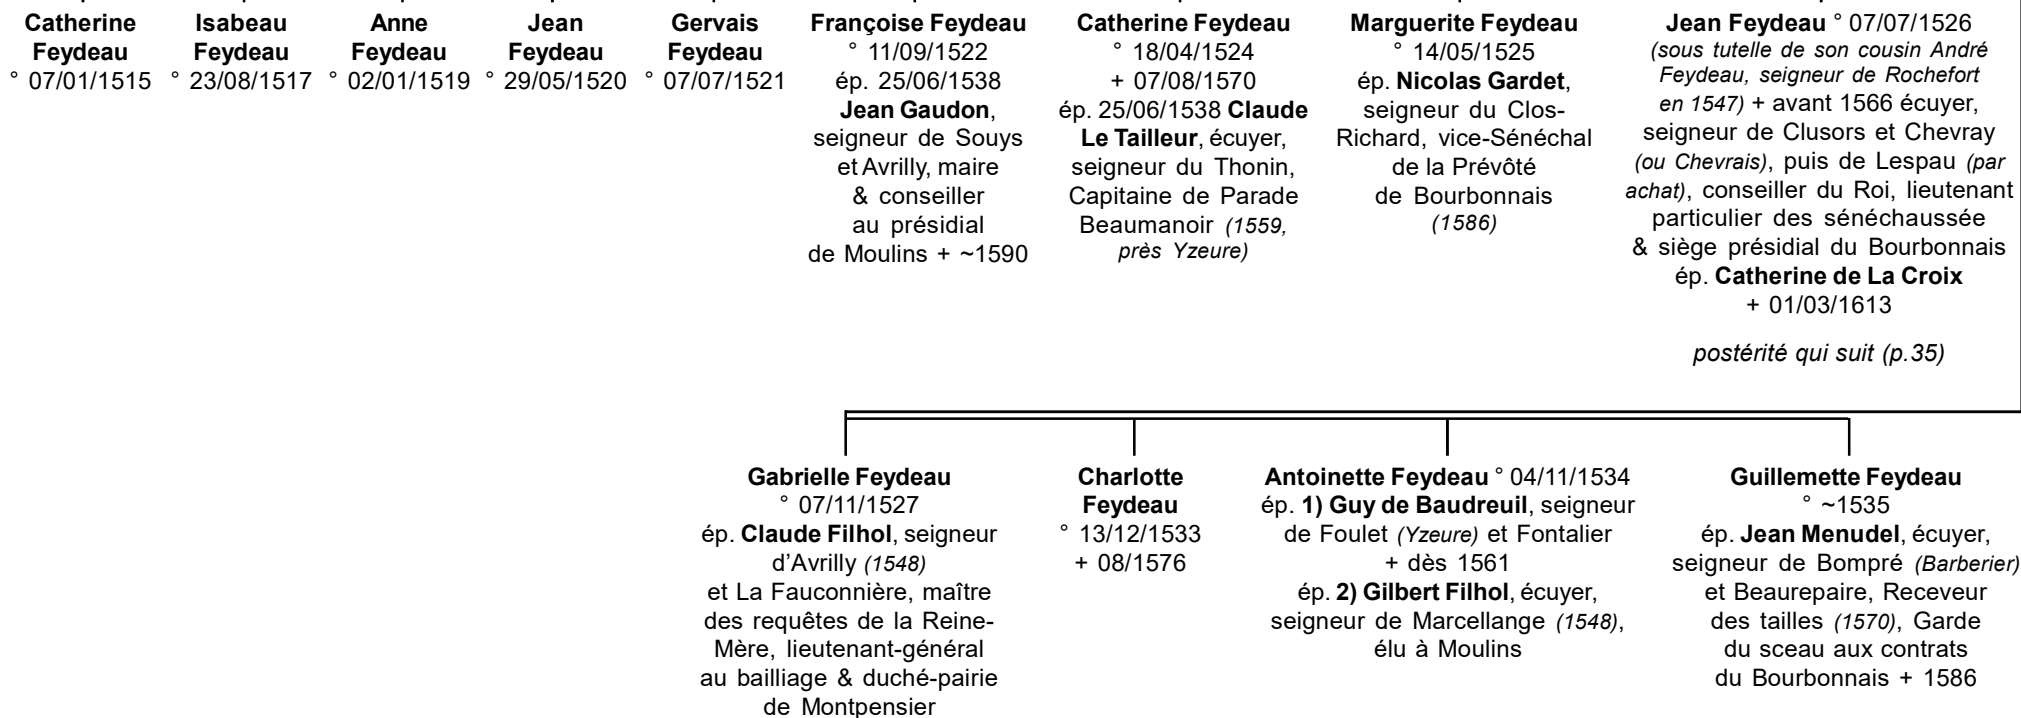 Catherine
Feydeau
° 07/01/1515
Isabeau
Feydeau
° 23/08/1517
Anne
Feydeau
° 02/01/1519
Jean
Feydeau
° 29/05/1520
Gervais
Feydeau
° 07/07/1521
Françoise Feydeau
° 11/09/1522
ép. 25/06/1538
Jean Gaudon,
seigneur de Souys
et Avrilly, maire
& conseiller
au présidial
de Moulins + ~1590
Catherine Feydeau
° 18/04/1524
+ 07/08/1570
ép. 25/06/1538 Claude
Le Tailleur, écuyer,
seigneur du Thonin,
Capitaine de Parade
Beaumanoir (1559,
près Yzeure)
Marguerite Feydeau
° 14/05/1525
ép. Nicolas Gardet,
seigneur du Clos-
Richard, vice-Sénéchal
de la Prévôté
de Bourbonnais
(1586)
Jean Feydeau ° 07/07/1526
(sous tutelle de son cousin André
Feydeau, seigneur de Rochefort
en 1547) + avant 1566 écuyer,
seigneur de Clusors et Chevray
(ou Chevrais), puis de Lespau (par
achat), conseiller du Roi, lieutenant
particulier des sénéchaussée
& siège présidial du Bourbonnais
ép. Catherine de La Croix
+ 01/03/1613
postérité qui suit (p.35)
Gabrielle Feydeau
° 07/11/1527
ép. Claude Filhol, seigneur
d'Avrilly (1548)
et La Fauconnière, maître
des requêtes de la Reine-
Mère, lieutenant-général
au bailliage & duché-pairie
de Montpensier
Charlotte
Feydeau
° 13/12/1533
+ 08/1576
Antoinette Feydeau ° 04/11/1534
ép. 1) Guy de Baudreuil, seigneur
de Foulet (Yzeure) et Fontalier
+ dès 1561
ép. 2) Gilbert Filhol, écuyer,
seigneur de Marcellange (1548),
élu à Moulins
Guillemette Feydeau
° ~1535
ép. Jean Menudel, écuyer,
seigneur de Bompré (Barberier)
et Beaurepaire, Receveur
des tailles (1570), Garde
du sceau aux contrats
du Bourbonnais + 1586